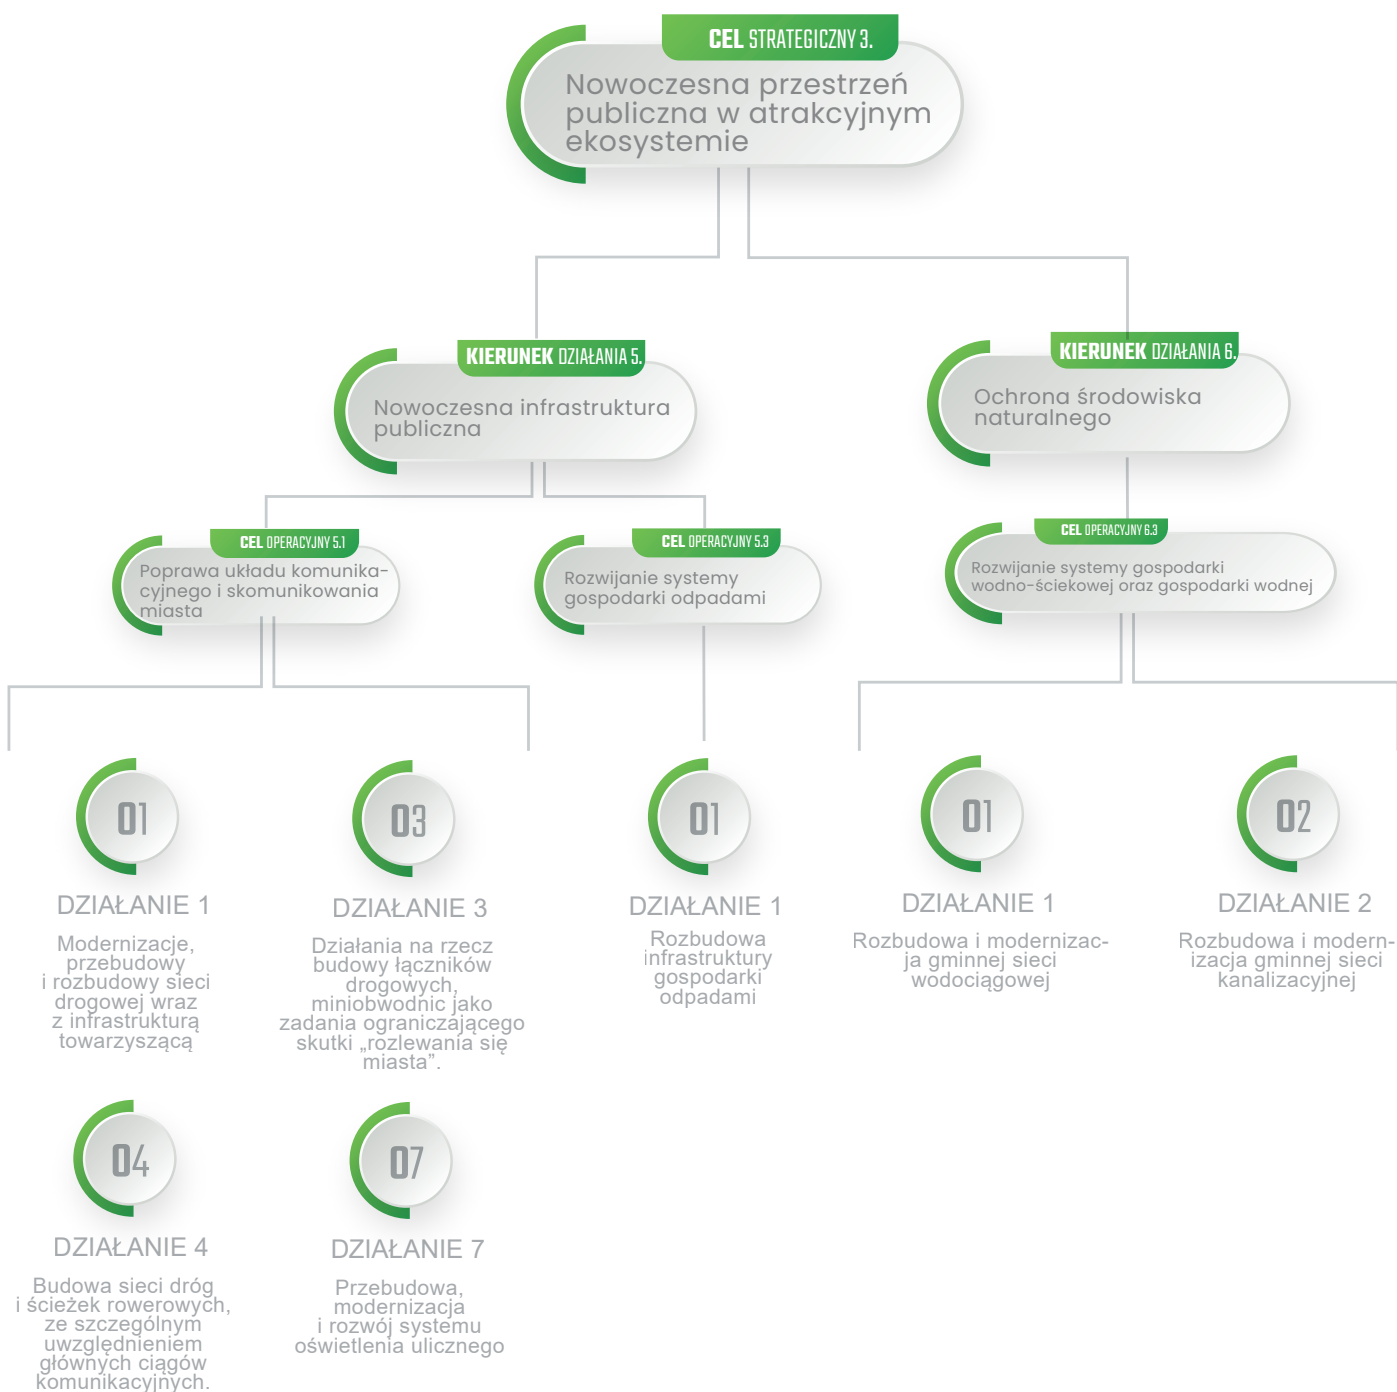 CEL STRATEGICZNY 3.
Nowoczesna przestrzeń
publiczna w atrakcyjnym
ekosystemie
KIERUNEK DZIAŁANIA 5.
Nowoczesna infrastruktura
publiczna
KIERUNEK DZIAŁANIA 6.
Ochrona środowiska
naturalnego
CEL OPERACYJNY 5.1
Poprawa układu komunika-
cyjnego i skomunikowania
miasta
CEL OPERACYJNY 5.3
Rozwijanie systemy
gospodarki odpadami
CEL OPERACYJNY 6.3
Rozwijanie systemy gospodarki
wodno-ściekowej oraz gospodarki wodnej
01
DZIAŁANIE 1
Modernizacje,
przebudowy
i rozbudowy sieci
drogowej wraz
z infrastrukturą
towarzyszącą
03
DZIAŁANIE 3
Działania na rzecz
budowy łączników
drogowych,
miniobwodnic jako
zadania ograniczającego
skutki „rozlewania się
miasta”.
01
DZIAŁANIE 1
Rozbudowa
infrastruktury
gospodarki
odpadami
01
DZIAŁANIE 1
Rozbudowa i modernizac-
ja gminnej sieci
wodociągowej
02
DZIAŁANIE 2
Rozbudowa i modern-
izacja gminnej sieci
kanalizacyjnej
04
DZIAŁANIE 4
Budowa sieci dróg
i ścieżek rowerowych,
ze szczególnym
uwzględnieniem
głównych ciągów
komunikacyjnych.
07
DZIAŁANIE 7
Przebudowa,
modernizacja
i rozwój systemu
oświetlenia ulicznego